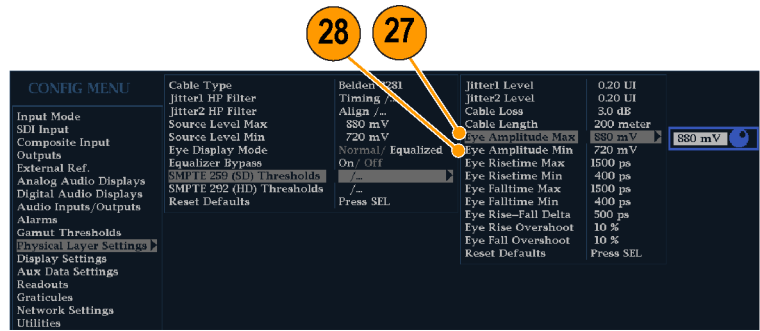 28 27
CONFIG MENU
Input Mode
SDI Input
Composite Input
Outputs
External Ref.
Analog Audio Displays
Digital Audio Displays
Audio Inputs/Outputs
Alarms
Gamut Thresholds
Physical Layer Settings
Display Settings
Aux Data Settings
Readouts
Graticules
Network Settings
Utilities
Cable Type Belden 8281
Jitter1 HP Filter Timing /...
Jitter2 HP Filter Align /...
Source Level Max 880 mV
Source Level Min 720 mV
Eye Display Mode Normal/ Equalized
Equalizer Bypass On/ Off
SMPTE 259 (SD) Thresholds /...
SMPTE 292 (HD) Thresholds /...
Reset Defaults Press SEL
Jitter1 Level 0.20 UI
Jitter2 Level 0.20 UI
Cable Loss 3.0 dB
Cable Length 200 meter
Eye Amplitude Max 880 mV
Eye Amplitude Min 720 mV
Eye Risetime Max 1500 ps
Eye Risetime Min 400 ps
Eye Falltime Max 1500 ps
Eye Falltime Min 400 ps
Eye Rise-Fall Delta 500 ps
Eye Rise Overshoot 10 %
Eye Fall Overshoot 10 %
Reset Defaults Press SEL
880 mV